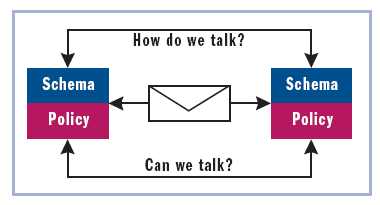 How do we talk?
Schema
Policy
Schema
Policy
Can we talk?